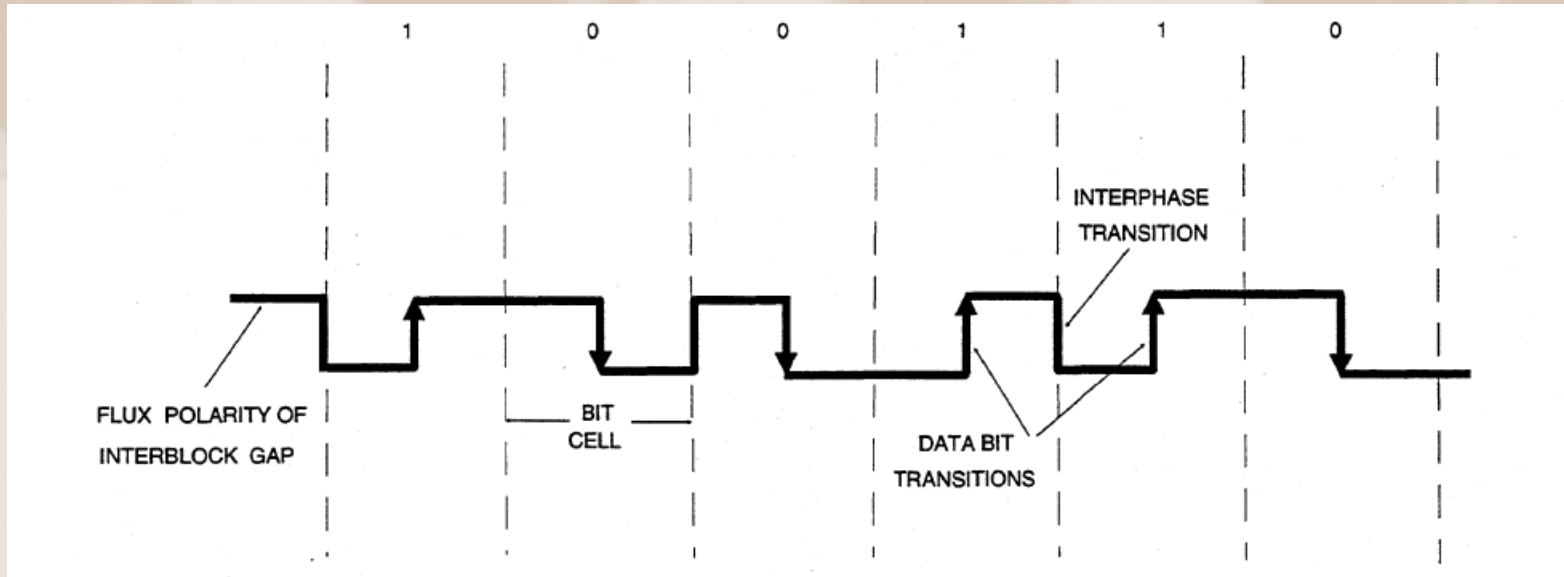 1 0 0 1 1 0
INTERPHASE
TRANSITION
FLUX POLARITY OF
INTERBLOCK GAP
BIT
CELL
DATA BIT
TRANSITIONS